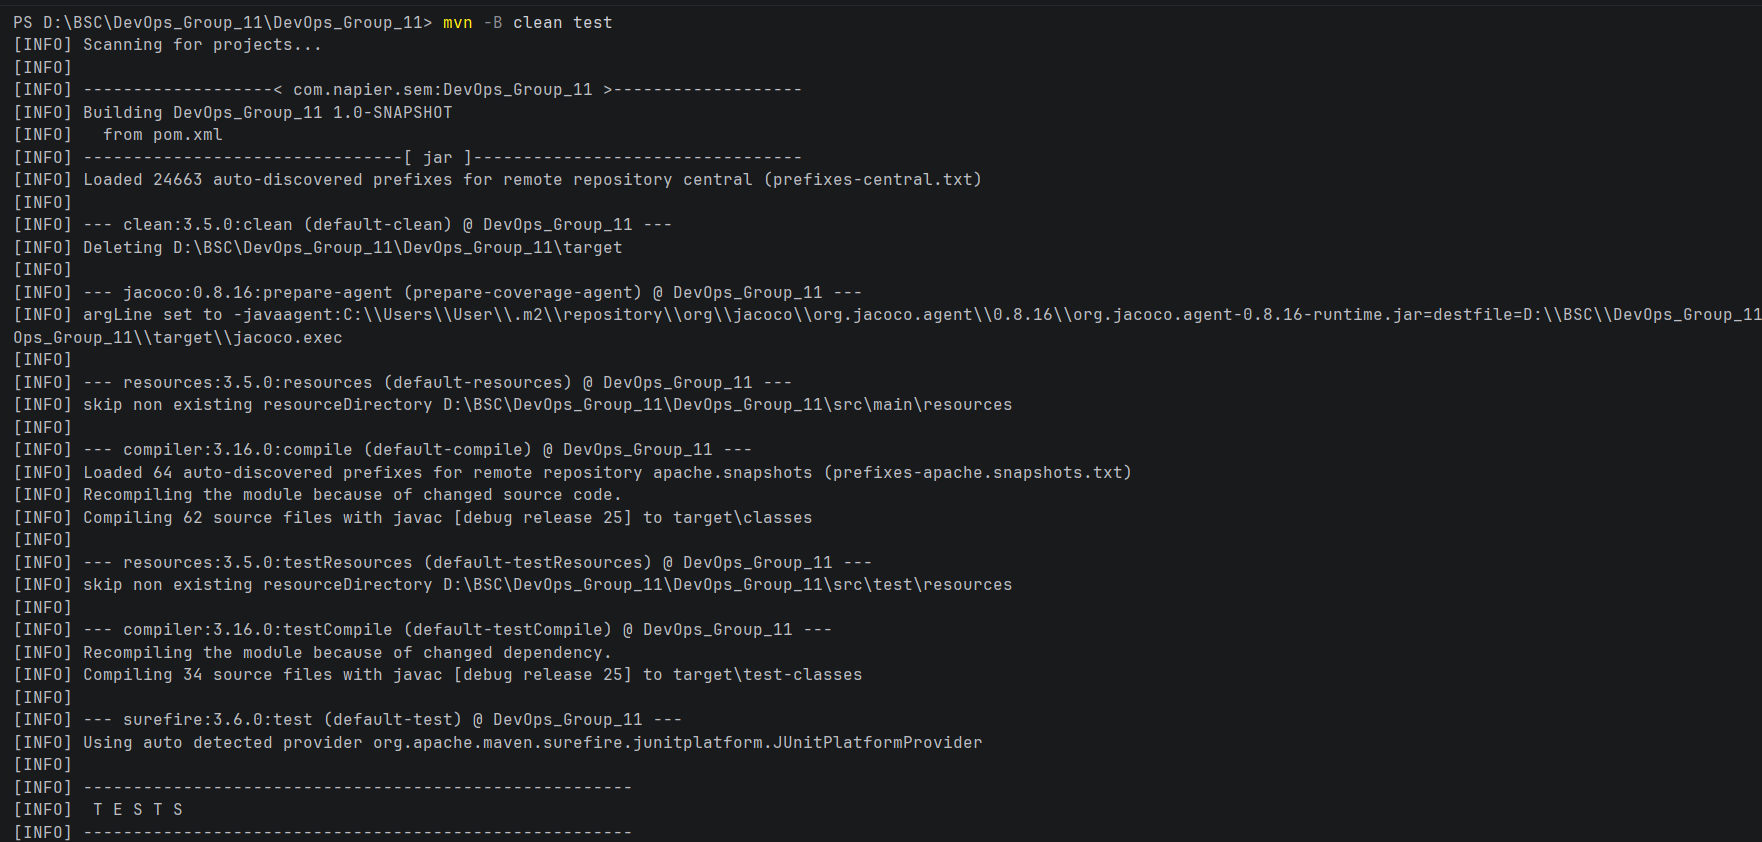 PS D:\BSC\DevOps_Group_11\DevOps_Group_11> mvn -B clean test
[INFO] Scanning for projects...
[INFO]
[INFO] -------------------< com.napier.sem:DevOps_Group_11 >-------------------
[INFO] Building DevOps_Group_11 1.0-SNAPSHOT
[INFO]   from pom.xml
[INFO] --------------------------------[ jar ]---------------------------------
[INFO] Loaded 24663 auto-discovered prefixes for remote repository central (prefixes-central.txt)
[INFO]
[INFO] --- clean:3.5.0:clean (default-clean) @ DevOps_Group_11 ---
[INFO] Deleting D:\BSC\DevOps_Group_11\DevOps_Group_11\target
[INFO]
[INFO] --- jacoco:0.8.16:prepare-agent (prepare-coverage-agent) @ DevOps_Group_11 ---
[INFO] argLine set to -javaagent:C:\\Users\\User\\.m2\\repository\\org\\jacoco\\org.jacoco.agent\\0.8.16\\org.jacoco.agent-0.8.16-runtime.jar=destfile=D:\\BSC\\DevOps_Group_11
Ops_Group_11\\target\\jacoco.exec
[INFO]
[INFO] --- resources:3.5.0:resources (default-resources) @ DevOps_Group_11 ---
[INFO] skip non existing resourceDirectory D:\BSC\DevOps_Group_11\DevOps_Group_11\src\main\resources
[INFO]
[INFO] --- compiler:3.16.0:compile (default-compile) @ DevOps_Group_11 ---
[INFO] Loaded 64 auto-discovered prefixes for remote repository apache.snapshots (prefixes-apache.snapshots.txt)
[INFO] Recompiling the module because of changed source code.
[INFO] Compiling 62 source files with javac [debug release 25] to target\classes
[INFO]
[INFO] --- resources:3.5.0:testResources (default-testResources) @ DevOps_Group_11 ---
[INFO] skip non existing resourceDirectory D:\BSC\DevOps_Group_11\DevOps_Group_11\src\test\resources
[INFO]
[INFO] --- compiler:3.16.0:testCompile (default-testCompile) @ DevOps_Group_11 ---
[INFO] Recompiling the module because of changed dependency.
[INFO] Compiling 34 source files with javac [debug release 25] to target\test-classes
[INFO]
[INFO] --- surefire:3.6.0:test (default-test) @ DevOps_Group_11 ---
[INFO] Using auto detected provider org.apache.maven.surefire.junitplatform.JUnitPlatformProvider
[INFO]
[INFO] -------------------------------------------------------
[INFO]  T E S T S
[INFO] -------------------------------------------------------